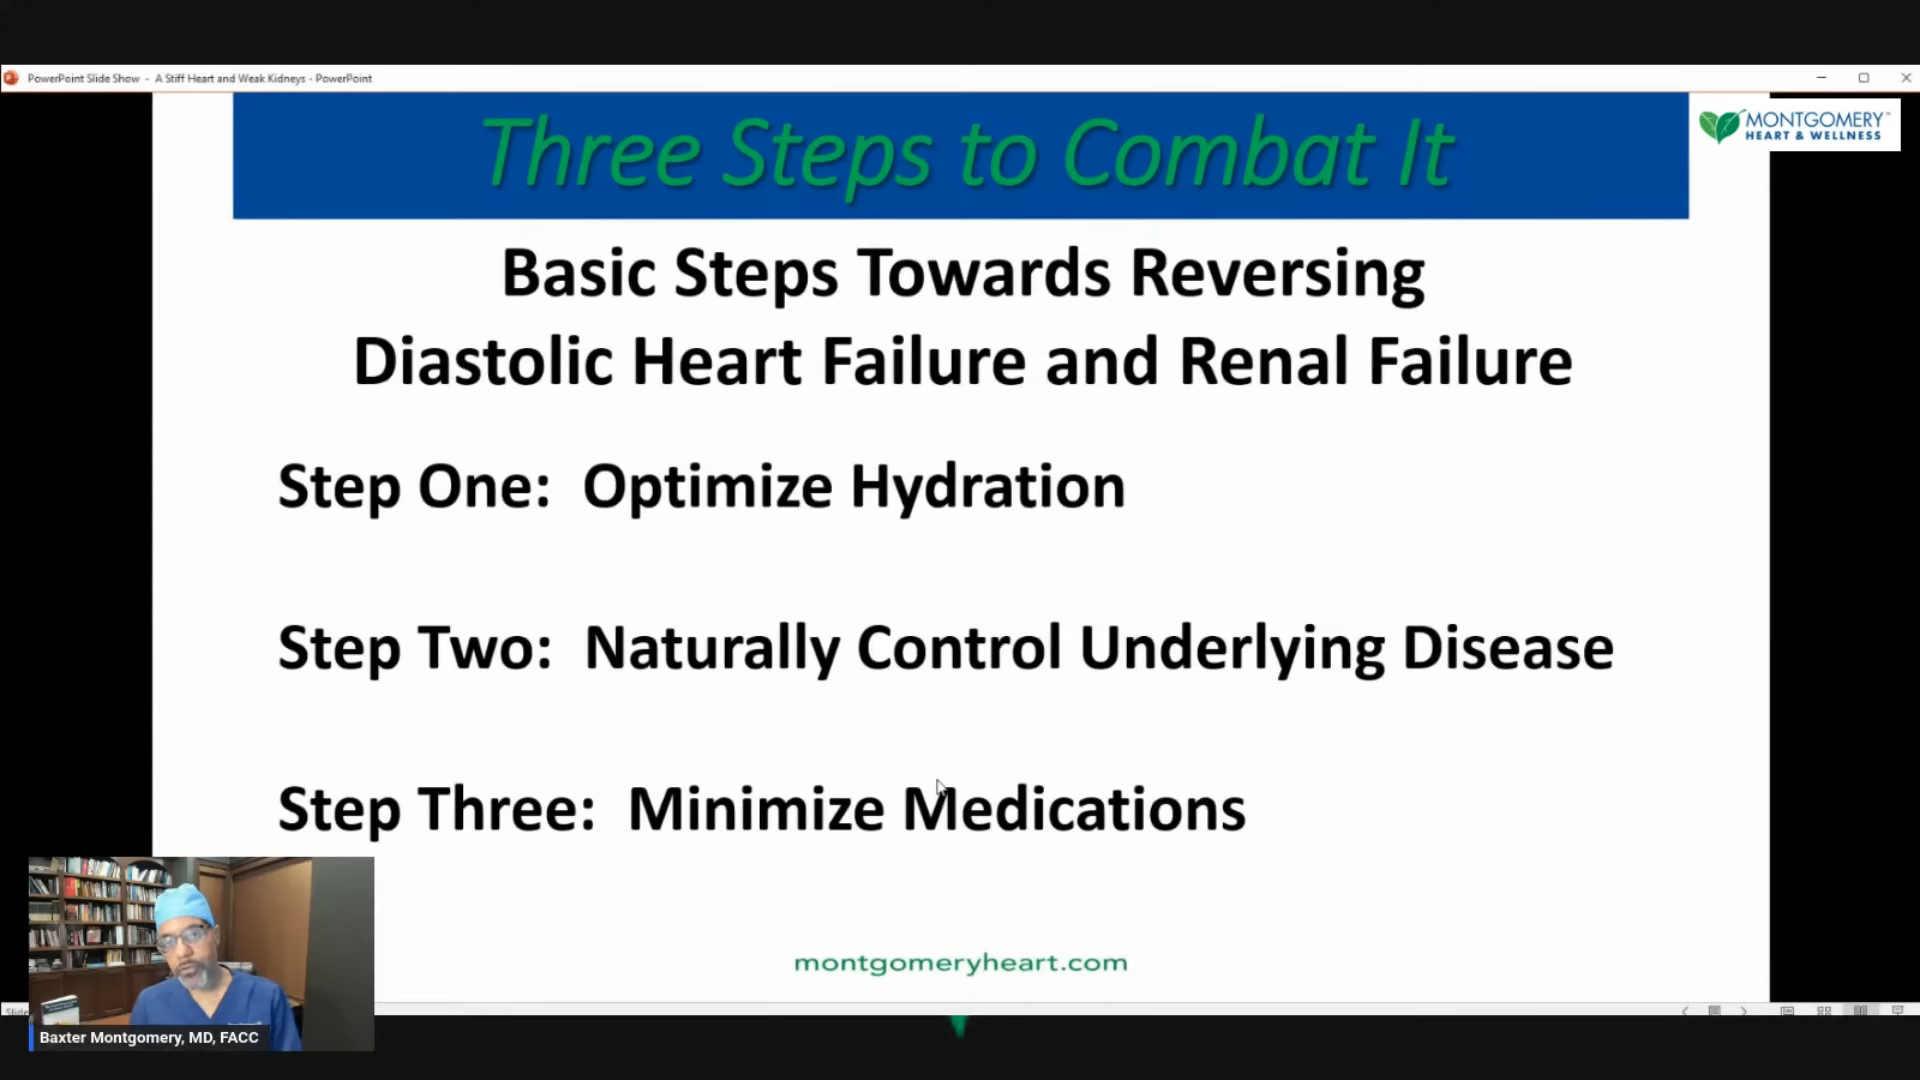 PowerPoint Slide Show - A Stiff Heart and Weak Kidneys - PowerPoint
MONTGOMERY™
HEART & WELLNESS
Three Steps to Combat It
Basic Steps Towards Reversing
Diastolic Heart Failure and Renal Failure
Step One: Optimize Hydration
Step Two: Naturally Control Underlying Disease
Step Three: Minimize Medications
montgomeryheart.com
Baxter Montgomery, MD, FACC